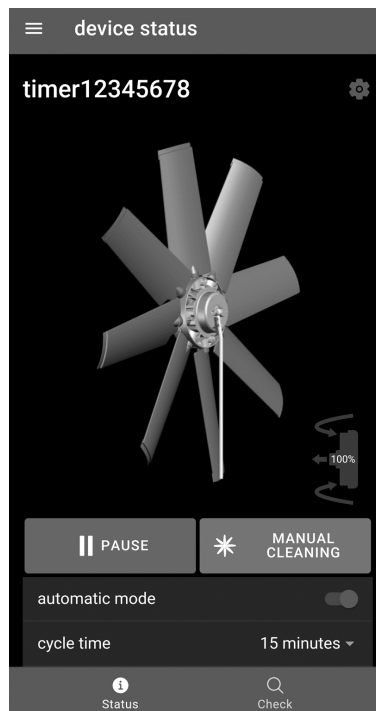 device status
timer12345678
100%
PAUSE
MANUAL
CLEANING
automatic mode
cycle time 15 minutes
Status Check